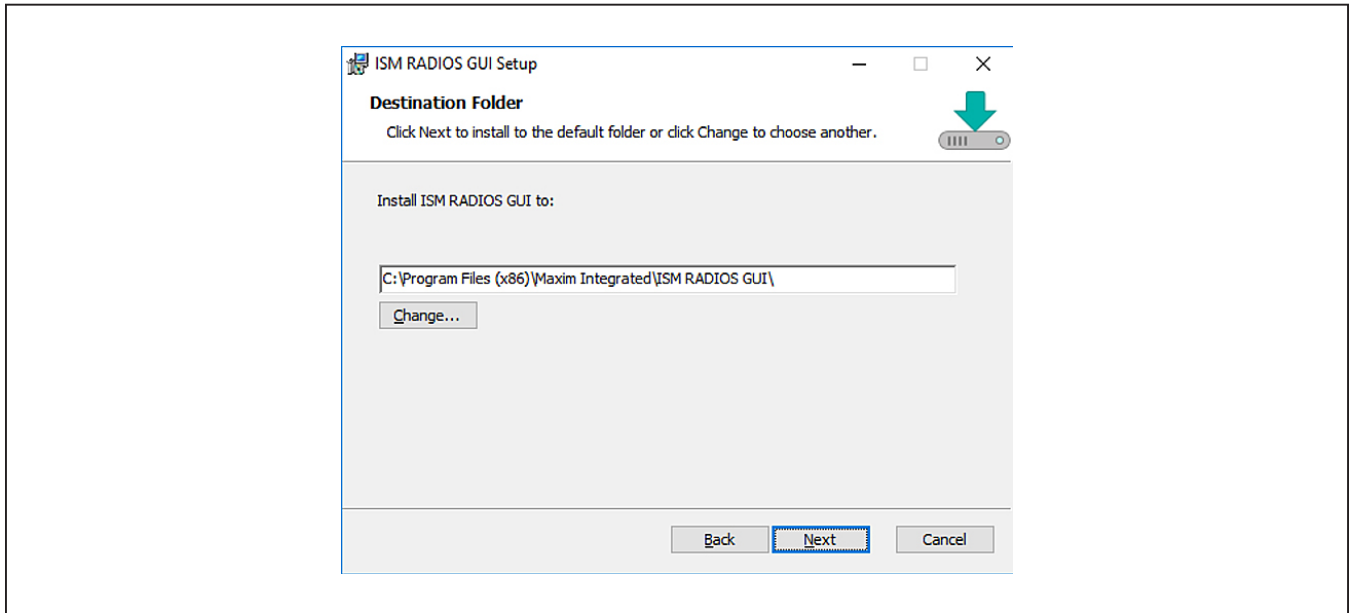 ISM RADIOS GUI Setup
Destination Folder
Click Next to install to the default folder or click Change to choose another.
Install ISM RADIOS GUI to:
C:\Program Files (x86)\Maxim Integrated\ISM RADIOS GUI\
Change...
Back Next Cancel